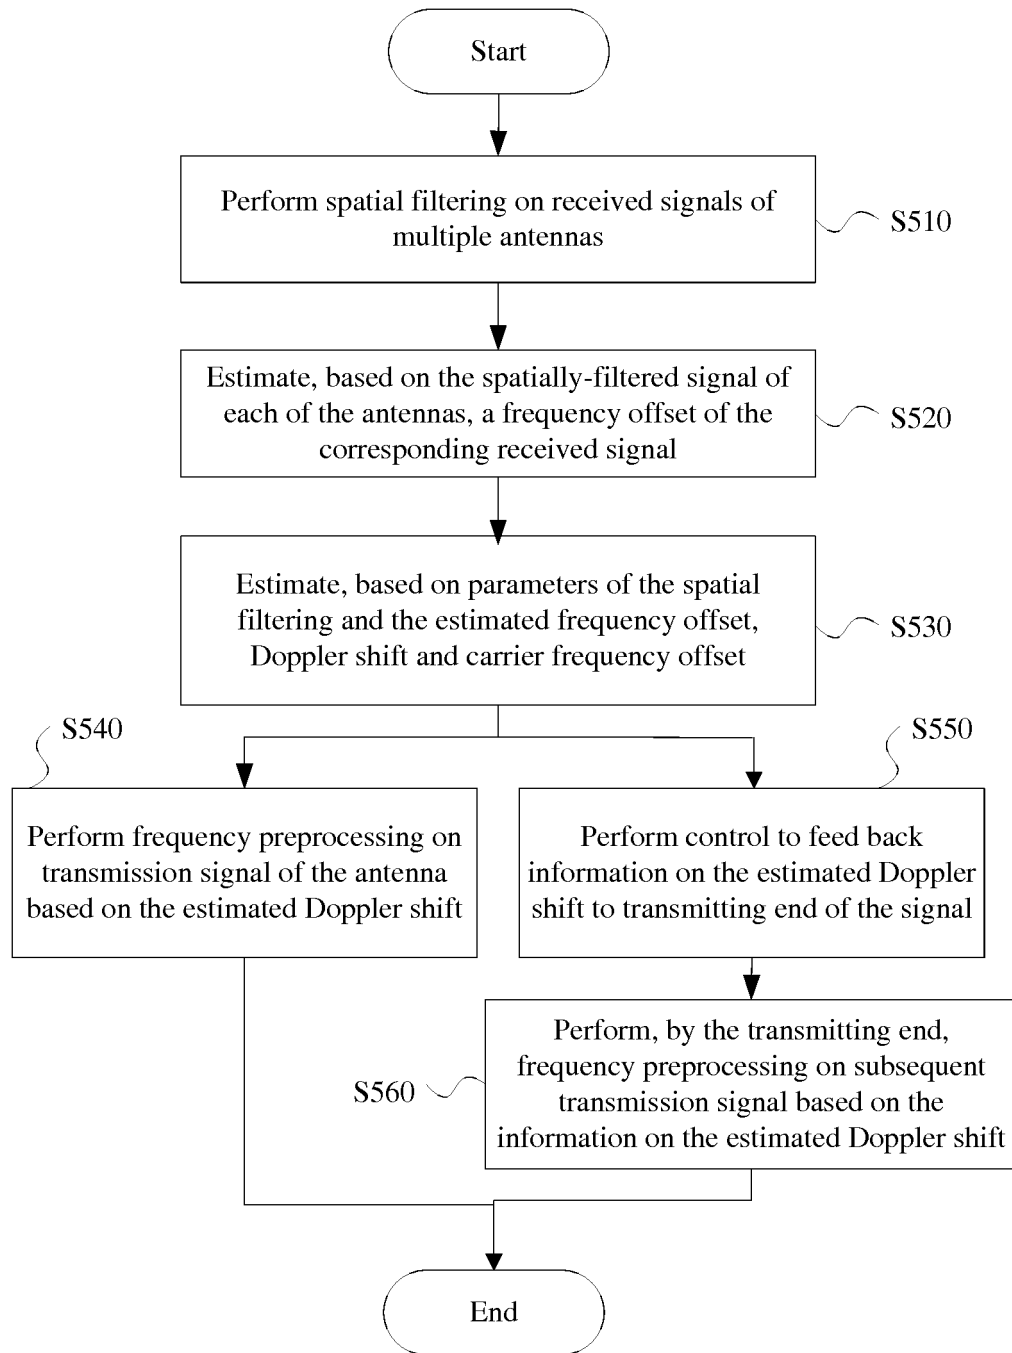 Start
Perform spatial filtering on received signals of
multiple antennas
S510
Estimate, based on the spatially-filtered signal of
each of the antennas, a frequency offset of the
corresponding received signal
S520
Estimate, based on parameters of the spatial
filtering and the estimated frequency offset,
Doppler shift and carrier frequency offset
S530
S540
Perform frequency preprocessing on
transmission signal of the antenna
based on the estimated Doppler shift
S550
Perform control to feed back
information on the estimated Doppler
shift to transmitting end of the signal
S560
Perform, by the transmitting end,
frequency preprocessing on subsequent
transmission signal based on the
information on the estimated Doppler shift
End